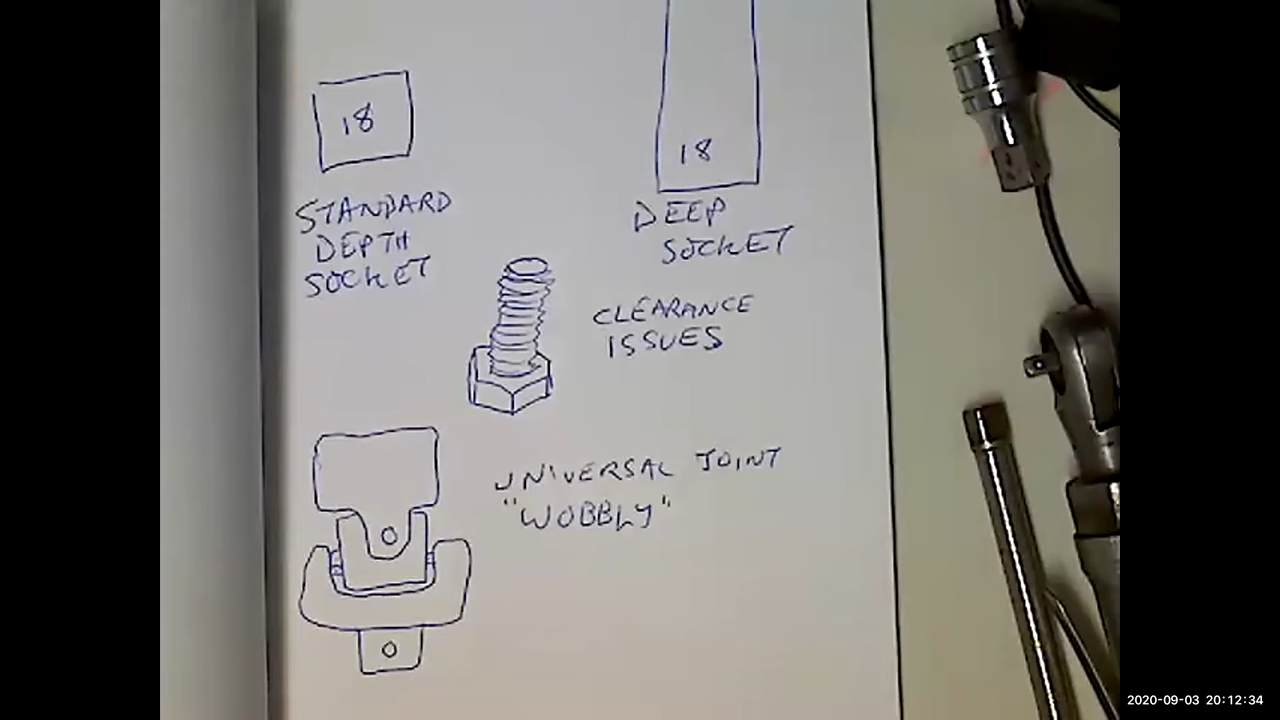 18
STANDARD
DEPTH
SOCKET
18
DEEP
SOCKET
CLEARANCE
ISSUES
UNIVERSAL JOINT
"WOBBLY"
2020-09-03 20:12:34